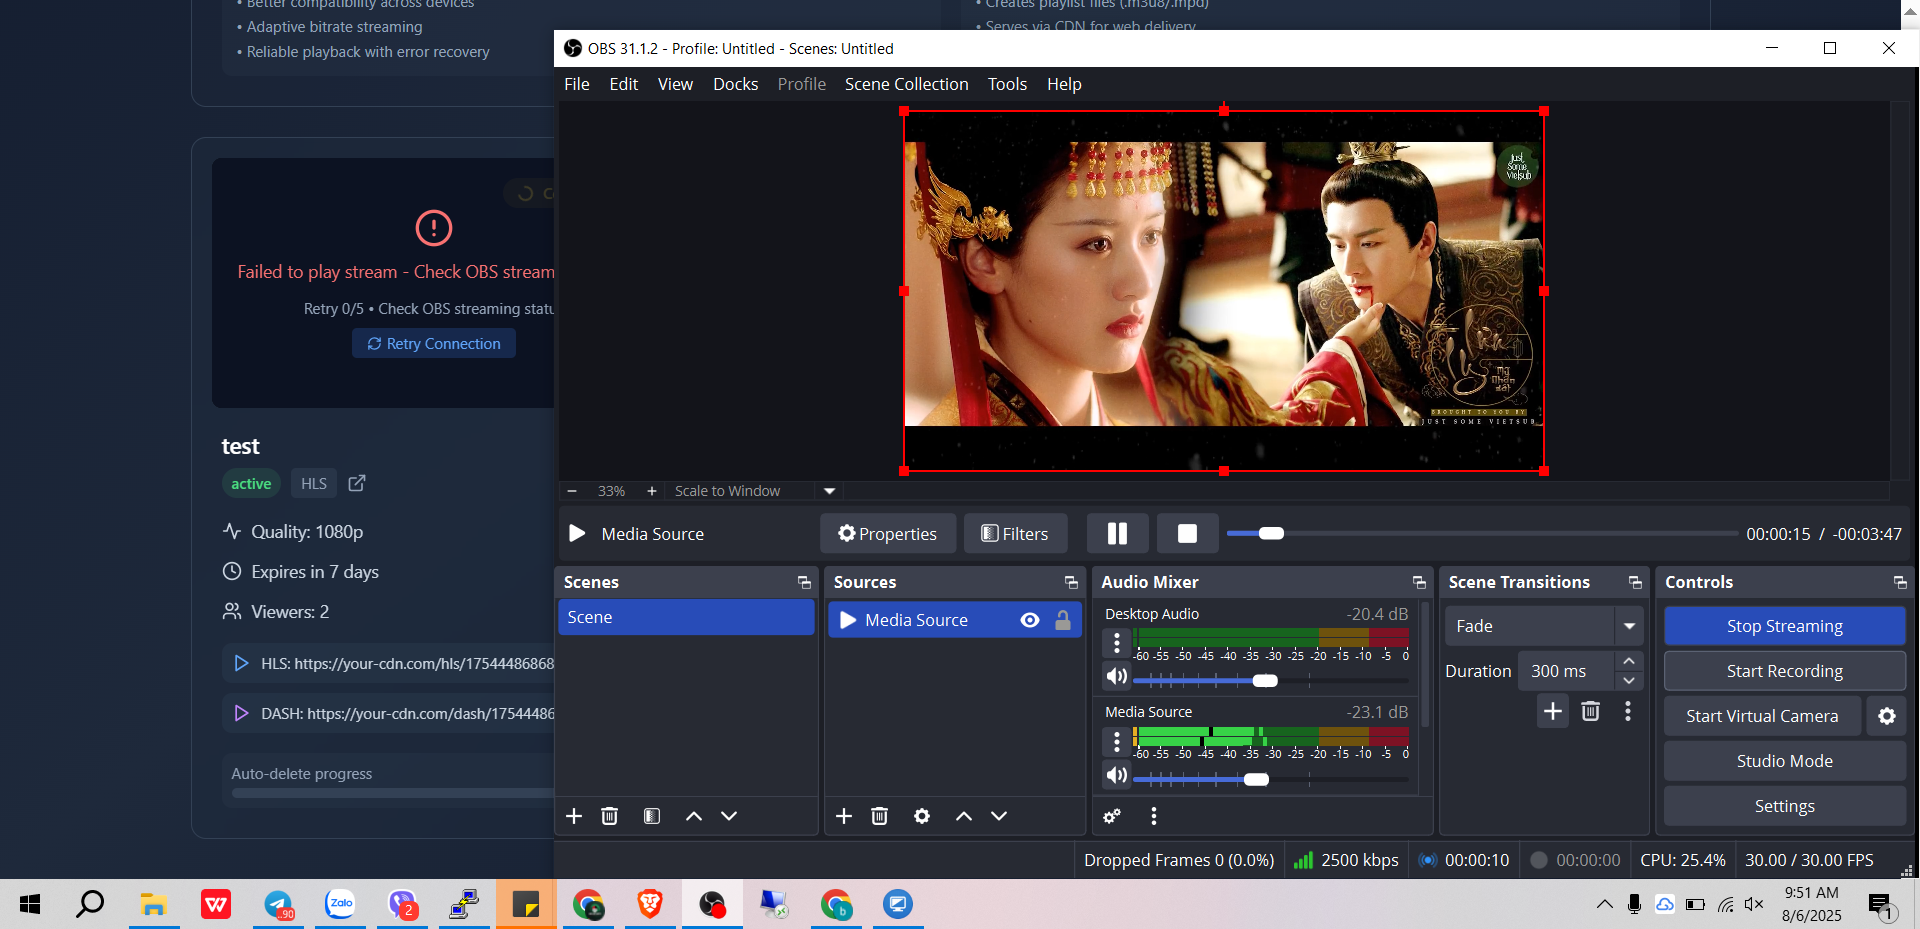 • Better compatibility across devices
• Adaptive bitrate streaming
• Reliable playback with error recovery
• Creates playlist files (.m3u8/.mpd)
• Serves via CDN for web delivery
Failed to play stream - Check OBS stream
Retry 0/5 • Check OBS streaming statu
Retry Connection
test
active
HLS
Quality: 1080p
Expires in 7 days
Viewers: 2
HLS: https://your-cdn.com/hls/17544486868
DASH: https://your-cdn.com/dash/17544486
Auto-delete progress
OBS 31.1.2 - Profile: Untitled - Scenes: Untitled
File Edit View Docks Profile Scene Collection Tools Help
Just
Some
Vietsub
Mỹ
Nhân
BROUGHT TO YOU BY
JUST SOME VIETSUB
33%
Scale to Window
Media Source
Properties
Filters
00:00:15 / -00:03:47
Scenes
Scene
Sources
Media Source
Audio Mixer
Desktop Audio
-20.4 dB
-60 -55 -50 -45 -40 -35 -30 -25 -20 -15 -10 -5 0
Media Source
-23.1 dB
-60 -55 -50 -45 -40 -35 -30 -25 -20 -15 -10 -5 0
Scene Transitions
Fade
Duration 300 ms
Controls
Stop Streaming
Start Recording
Start Virtual Camera
Studio Mode
Settings
Dropped Frames 0 (0.0%)
2500 kbps
00:00:10
00:00:00
CPU: 25.4%
30.00 / 30.00 FPS
90
Zalo
2
b
9:51 AM
8/6/2025
1